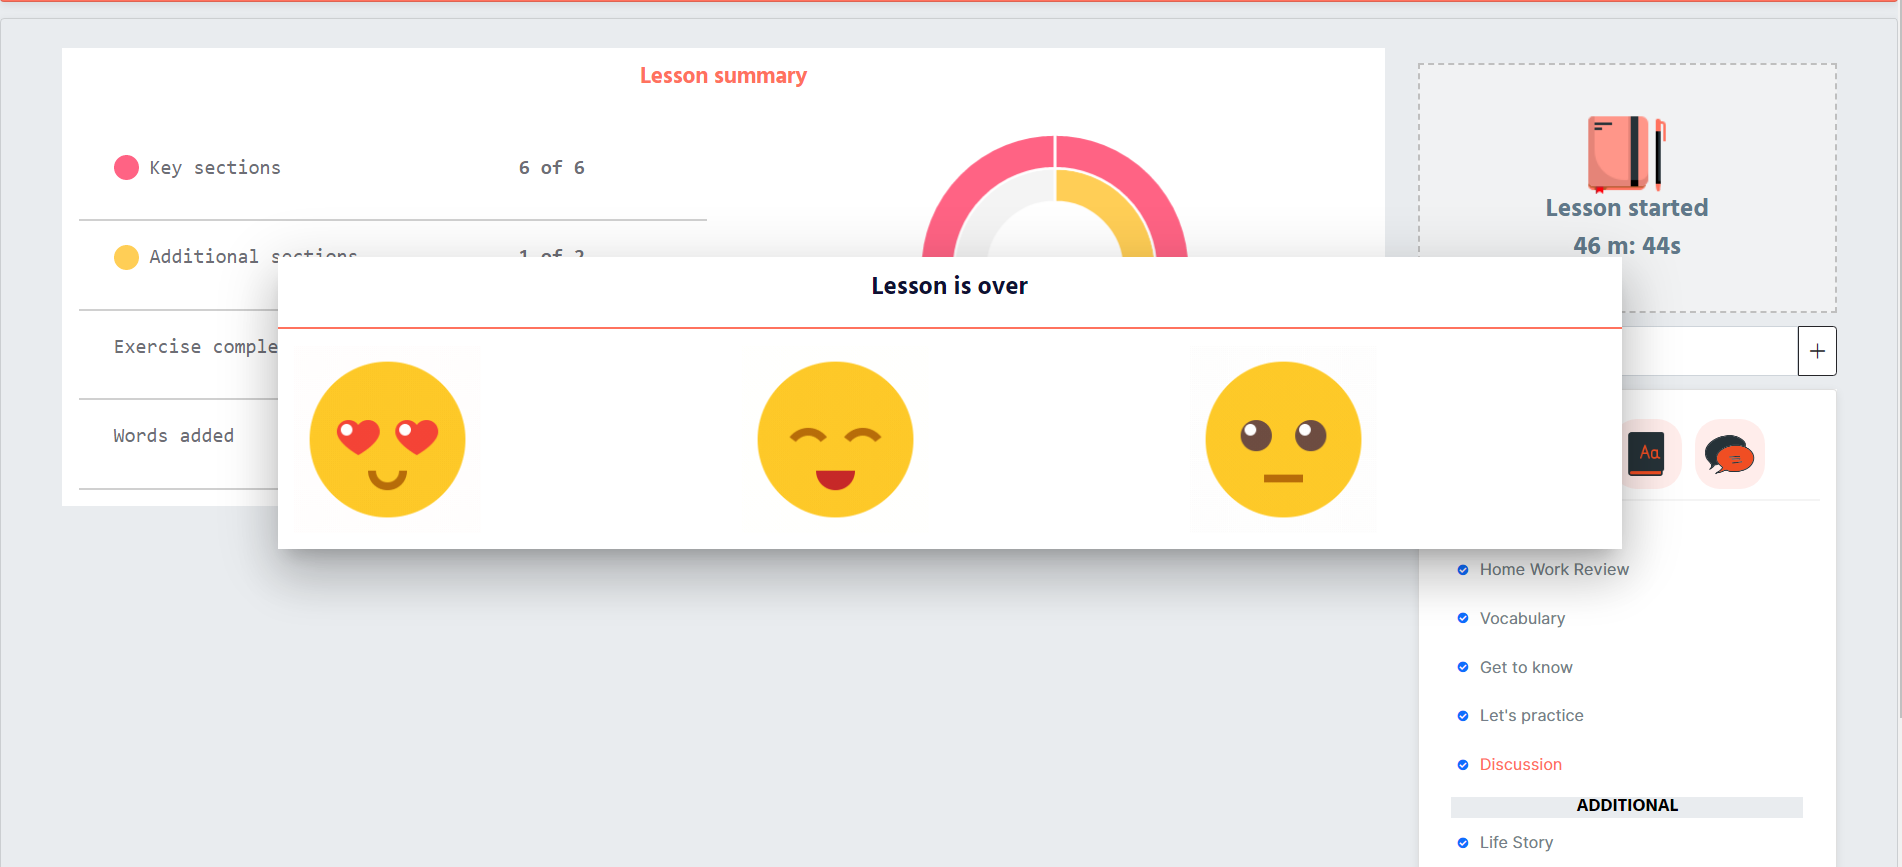 Lesson summary
Key sections 6 of 6
Additional sections 1 of 2
Exercise comple
Words added
Lesson started
46 m: 44s
Lesson is over
+
Aa
Home Work Review
Vocabulary
Get to know
Let's practice
Discussion
ADDITIONAL
Life Story